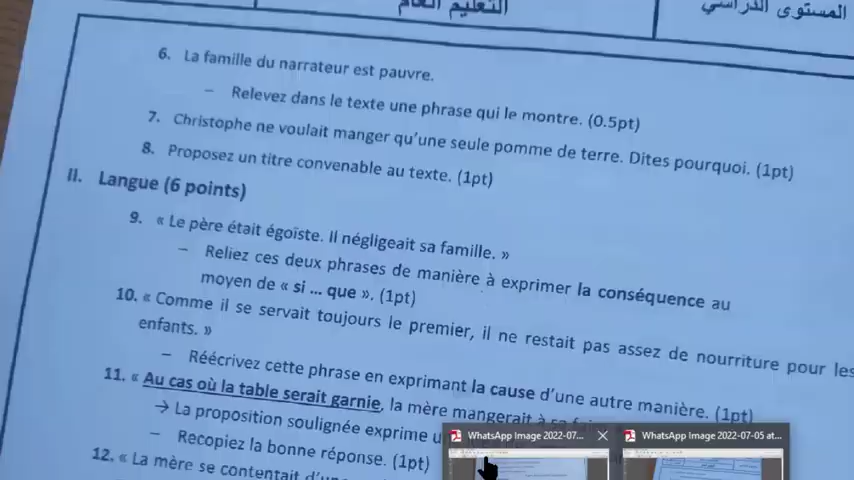 المستوى الدراسي
التعليم العام
6. La famille du narrateur est pauvre.
– Relevez dans le texte une phrase qui le montre. (0.5pt)
7. Christophe ne voulait manger qu'une seule pomme de terre. Dites pourquoi. (1pt)
8. Proposez un titre convenable au texte. (1pt)
II. Langue (6 points)
9. « Le père était égoïste. Il négligeait sa famille. »
– Reliez ces deux phrases de manière à exprimer la conséquence au
moyen de « si ... que ». (1pt)
10. « Comme il se servait toujours le premier, il ne restait pas assez de nourriture pour les
enfants. »
– Réécrivez cette phrase en exprimant la cause d'une autre manière. (1pt)
11. « Au cas où la table serait garnie, la mère mangerait à sa
→ La proposition soulignée exprime
– Recopiez la bonne réponse. (1pt)
12. « La mère se contentait
WhatsApp Image 2022-07...
WhatsApp Image 2022-07-05 at...